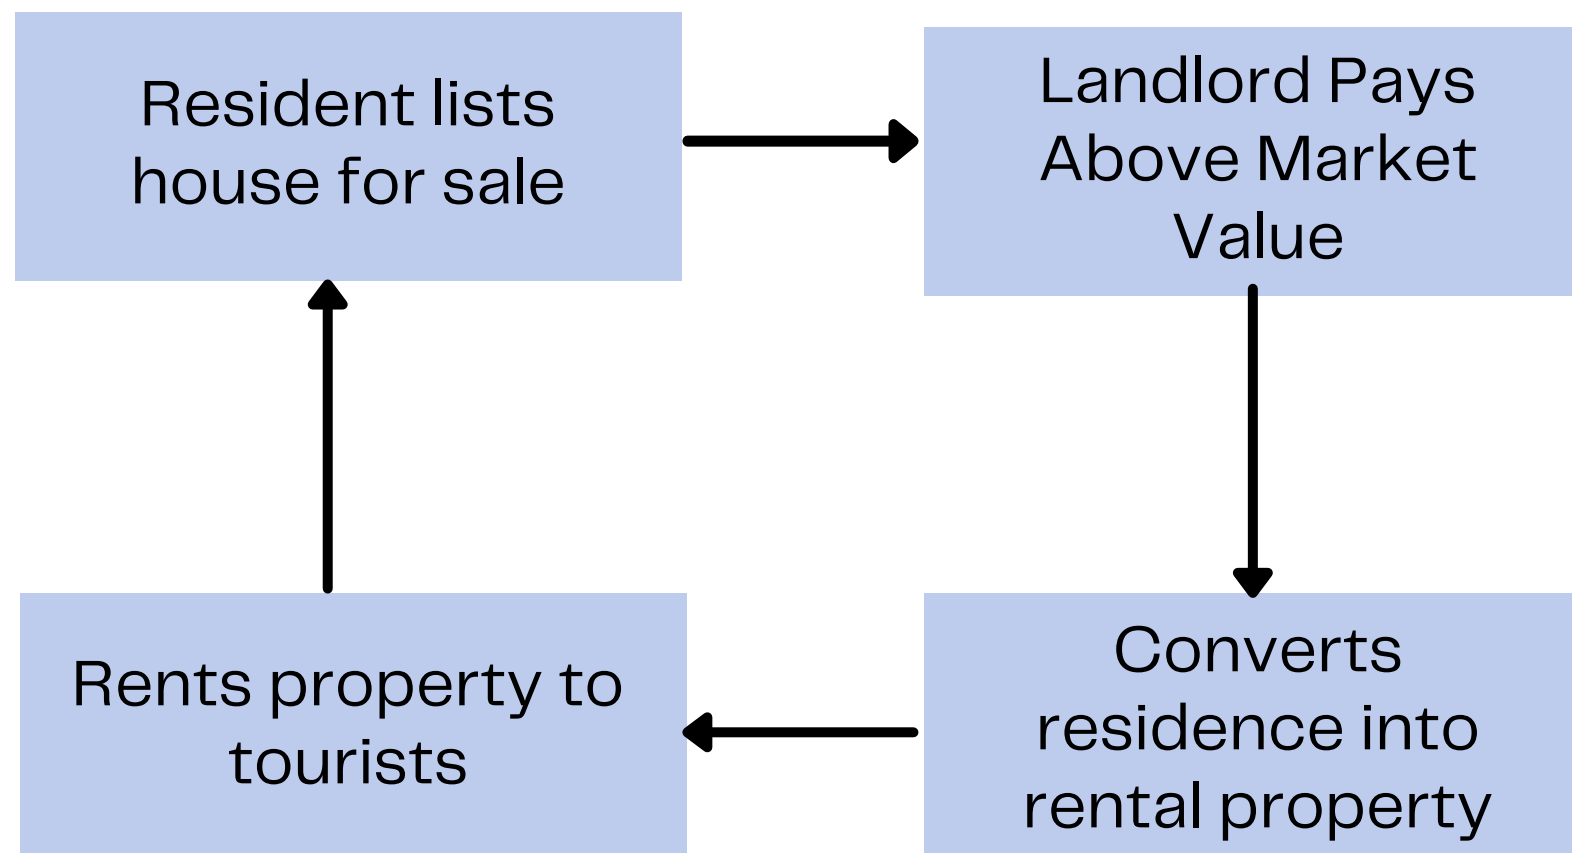 Resident lists
house for sale
Landlord Pays
Above Market
Value
Converts
residence into
rental property
Rents property to
tourists